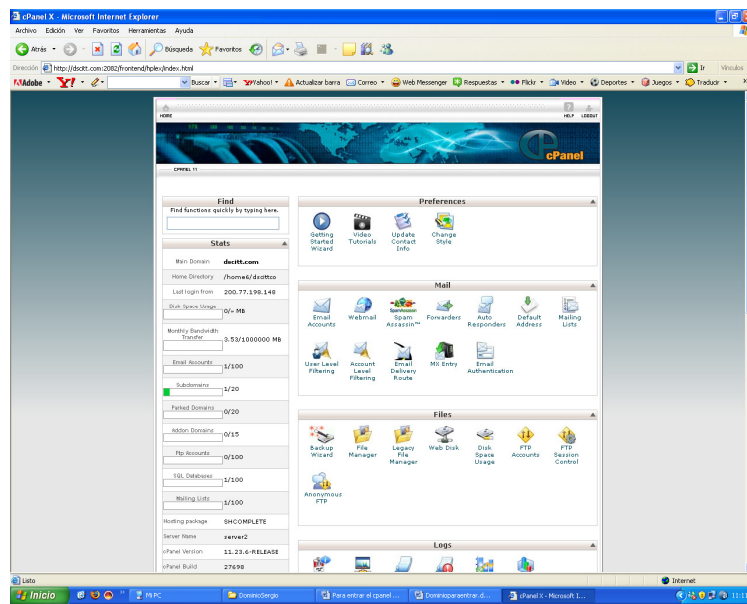 cPanel X - Microsoft Internet Explorer
Archivo Edición Ver Favoritos Herramientas Ayuda
Atrás Búsqueda Favoritos
Dirección http://dscitt.com:2082/frontend/hplex/index.html Ir Vínculos
Adobe Y! Buscar Yahoo! Actualizar barra Correo Web Messenger Respuestas Flickr Video Deportes Juegos Traducir
HOME HELP LOGOUT
cPanel
CPANEL 11
Find
Find functions quickly by typing here.
Stats
Main Domain decitt.com
Home Directory /home6/dscittco
Last login from 200.77.198.148
Disk Space Usage 0/∞ MB
Monthly Bandwidth
Transfer 3.53/1000000 MB
Email Accounts 1/100
Subdomains 1/20
Parked Domains 0/20
Addon Domains 0/15
Ftp Accounts 0/100
SQL Databases 1/100
Mailing Lists 1/100
Hosting package SHCOMPLETE
Server Name server2
cPanel Version 11.23.6-RELEASE
cPanel Build 27698
Preferences
Getting Started Wizard
Video Tutorials
Update Contact Info
Change Style
Mail
Email Accounts
Webmail
SpamAssassin
Spam Assassin™
Forwarders
Auto Responders
Default Address
Mailing Lists
User Level Filtering
Account Level Filtering
Email Delivery Route
MX Entry
Email Authentication
Files
Backup Wizard
File Manager
Legacy File Manager
Web Disk
Disk Space Usage
FTP Accounts
FTP Session Control
Anonymous FTP
Logs
Listo Internet
Inicio Mi PC DominioSergio Para entrar el cpanel ... Dominioparaentrar.d... cPanel X - Microsoft I... 11:11